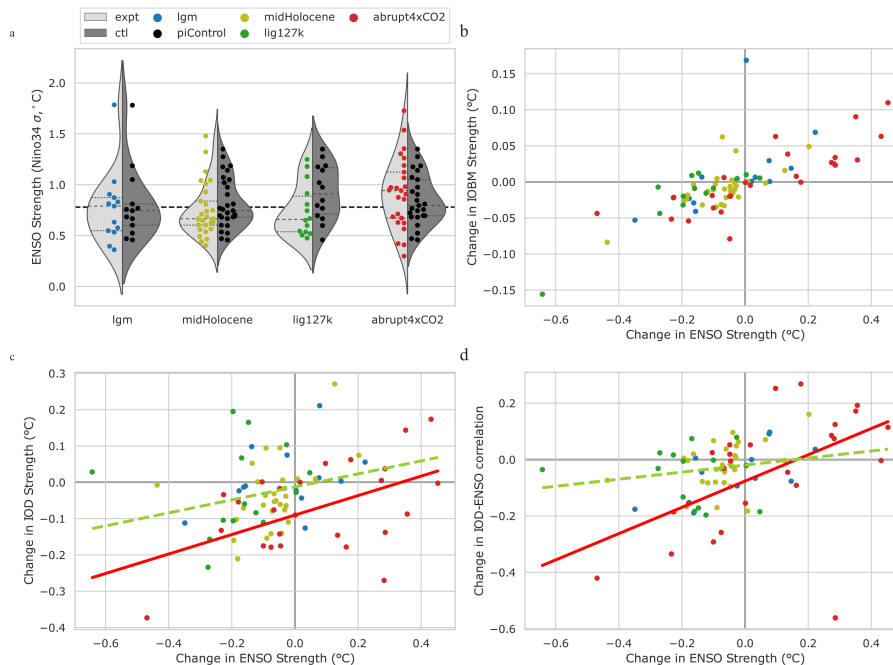 a
expt lgm midHolocene abrupt4xCO2
ctl piControl lig127k
ENSO Strength (Nino34 σ,°C)
2.0
1.5
1.0
0.5
0.0
lgm midHolocene lig127k abrupt4xCO2
b
Change in IOBM Strength (°C)
0.15
0.10
0.05
0.00
−0.05
−0.10
−0.15
−0.6 −0.4 −0.2 0.0 0.2 0.4
Change in ENSO Strength (°C)
c
Change in IOD Strength (°C)
0.3
0.2
0.1
0.0
−0.1
−0.2
−0.3
−0.4
−0.6 −0.4 −0.2 0.0 0.2 0.4
Change in ENSO Strength (°C)
d
Change in IOD-ENSO correlation
0.2
0.0
−0.2
−0.4
−0.6
−0.6 −0.4 −0.2 0.0 0.2 0.4
Change in ENSO Strength (°C)